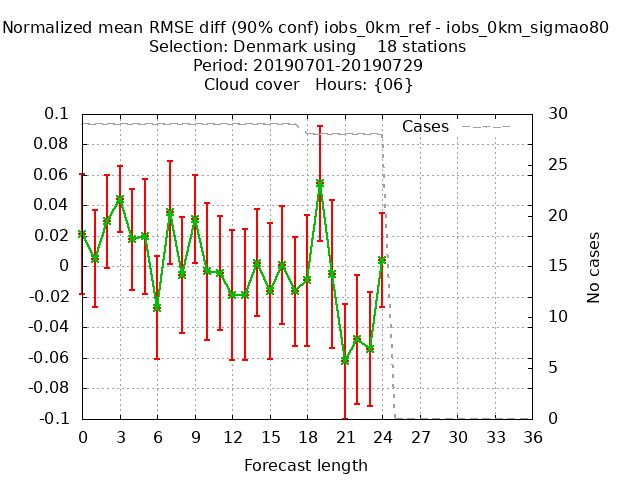 Normalized mean RMSE diff (90% conf) iobs_0km_ref - iobs_0km_sigmao80
Selection: Denmark using 18 stations
Period: 20190701-20190729
Cloud cover Hours: {06}
Cases
0.1
0.08
0.06
0.04
0.02
0
-0.02
-0.04
-0.06
-0.08
-0.1
30
25
20
15
10
5
0
No cases
0 3 6 9 12 15 18 21 24 27 30 33 36
Forecast length